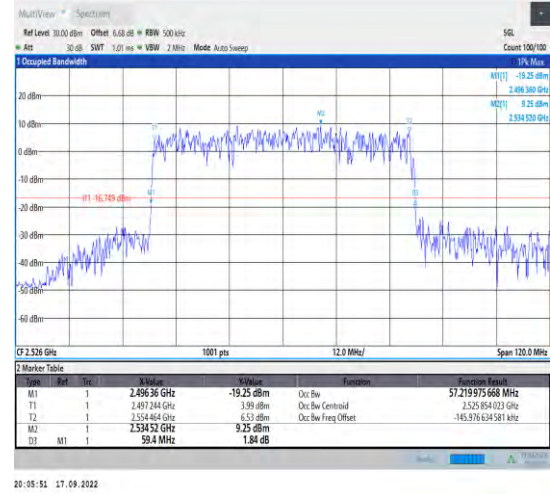 MultiView Spectrum
Ref Level 30.00 dBm Offset 6.68 dB RBW 500 kHz SGL
Att 30 dB SWT 1.01 ms VBW 2 MHz Mode Auto Sweep Count 100/100
1 Occupied Bandwidth 1Pk Max
M1[1] -19.25 dBm
2.496 360 GHz
M2[1] 9.25 dBm
2.534 520 GHz
20 dBm
10 dBm
0 dBm
-10 dBm
-20 dBm
-30 dBm
-40 dBm
-50 dBm
-60 dBm
T1
M2
T2
M1
D3
H1 -16.749 dBm
CF 2.526 GHz 1001 pts 12.0 MHz/ Span 120.0 MHz
2 Marker Table
Type Ref Trc X-Value Y-Value Function Function Result
M1 1 2.49636 GHz -19.25 dBm Occ Bw 57.219975668 MHz
T1 1 2.497244 GHz 3.99 dBm Occ Bw Centroid 2.525854023 GHz
T2 1 2.554464 GHz 6.53 dBm Occ Bw Freq Offset -145.976634581 kHz
M2 1 2.53452 GHz 9.25 dBm
D3 M1 1 59.4 MHz 1.84 dB
20:05:51 17.09.2022